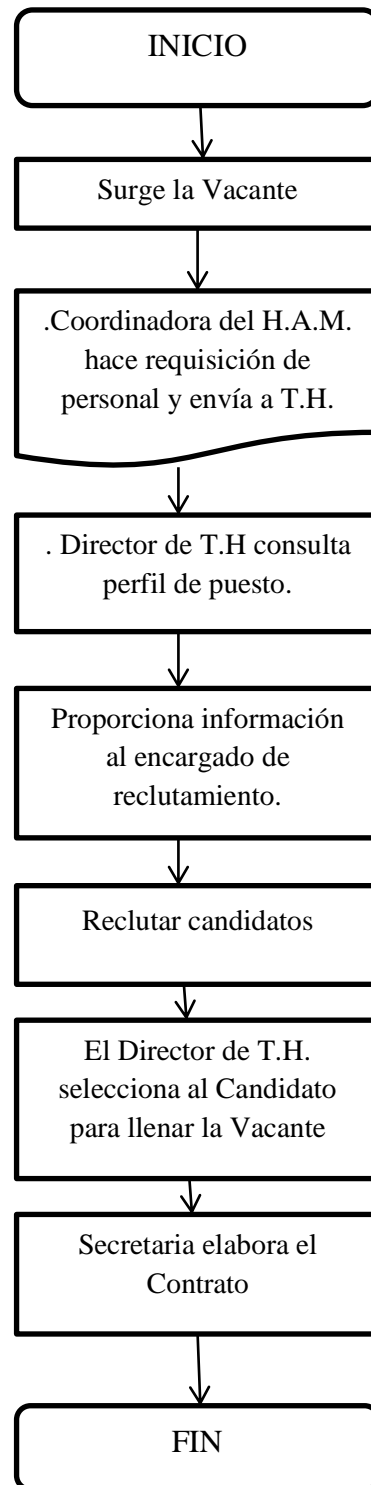 INICIO
Surge la Vacante
.Coordinadora del H.A.M.
hace requisición de
personal y envía a T.H.
. Director de T.H consulta
perfil de puesto.
Proporciona información
al encargado de
reclutamiento.
Reclutar candidatos
El Director de T.H.
selecciona al Candidato
para llenar la Vacante
Secretaria elabora el
Contrato
FIN